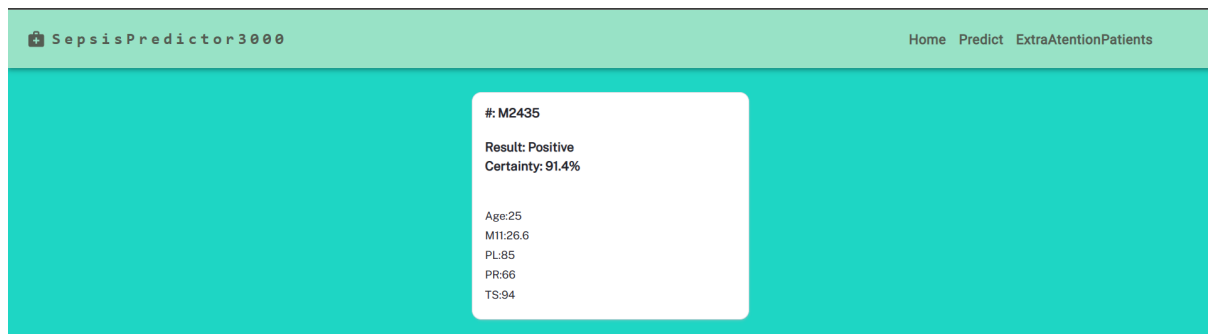 SepsisPredictor3000
Home Predict ExtraAtentionPatients
#: M2435
Result: Positive
Certainty: 91.4%
Age:25
M11:26.6
PL:85
PR:66
TS:94